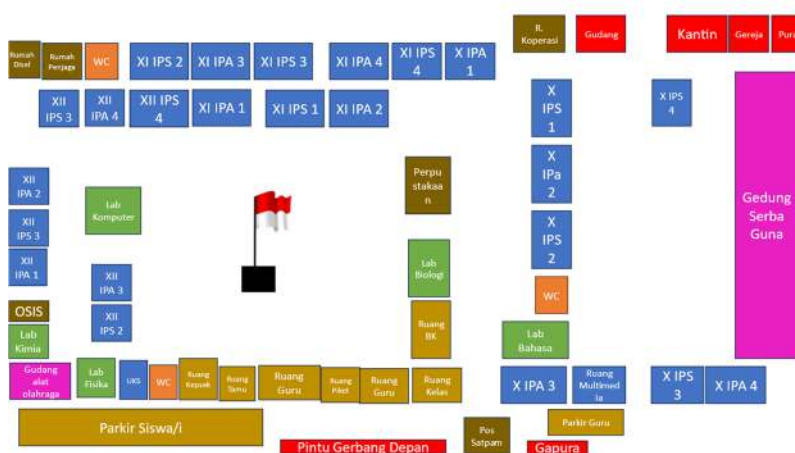 R.
Koperasi
Gudang
Kantin
Gereja
Pura
Rumah
Disel
Rumah
Penjaga
WC
XI IPS 2
XI IPA 3
XI IPS 3
XI IPA 4
XI IPS
4
X IPA
1
XII
IPS 3
XII
IPA 4
XII IPS
4
XI IPA 1
XI IPS 1
XI IPA 2
X
IPS
1
X IPS
4
XII
IPA 2
Lab
Komputer
Perpu
stakaa
n
X
IPa
2
Gedung
Serba
Guna
XII
IPS 3
X
IPS
2
XII
IPA 1
XII
IPA 3
Lab
Biologi
WC
OSIS
XII
IPS 2
Ruang
BK
Lab
Kimia
Lab
Bahasa
Gudang
alat
olahraga
Lab
Fisika
UKS
WC
Ruang
Kepsek
Ruang
Tamu
Ruang
Guru
Ruang
Piket
Ruang
Guru
Ruang
Kelas
X IPA 3
Ruang
Multimed
ia
X IPS
3
X IPA 4
Parkir Siswa/i
Pos
Satpam
Parkir Guru
Pintu Gerbang Depan
Gapura